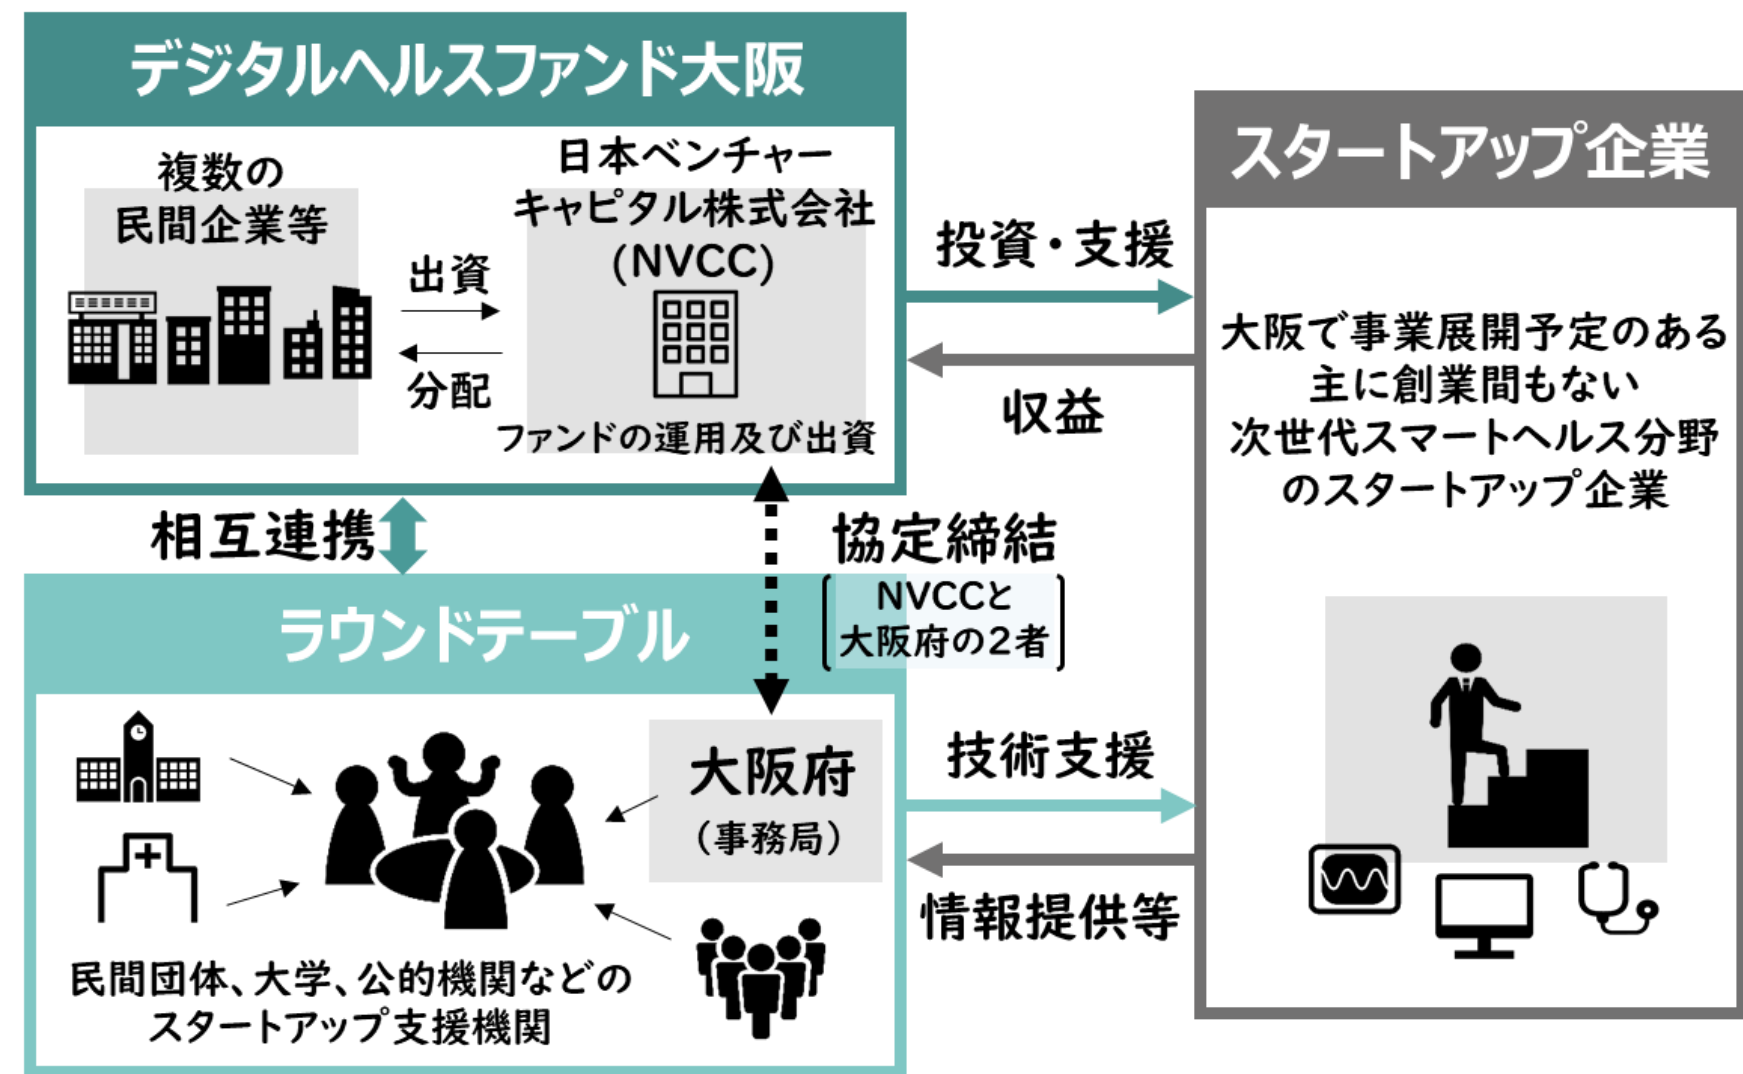 デジタルヘルスファンド大阪
複数の
民間企業等
出資
分配
日本ベンチャー
キャピタル株式会社
(NVCC)
ファンドの運用及び出資
投資・支援
収益
スタートアップ企業
大阪で事業展開予定のある
主に創業間もない
次世代スマートヘルス分野
のスタートアップ企業
相互連携
協定締結
NVCCと
大阪府の2者
ラウンドテーブル
大阪府
(事務局)
民間団体、大学、公的機関などの
スタートアップ支援機関
技術支援
情報提供等